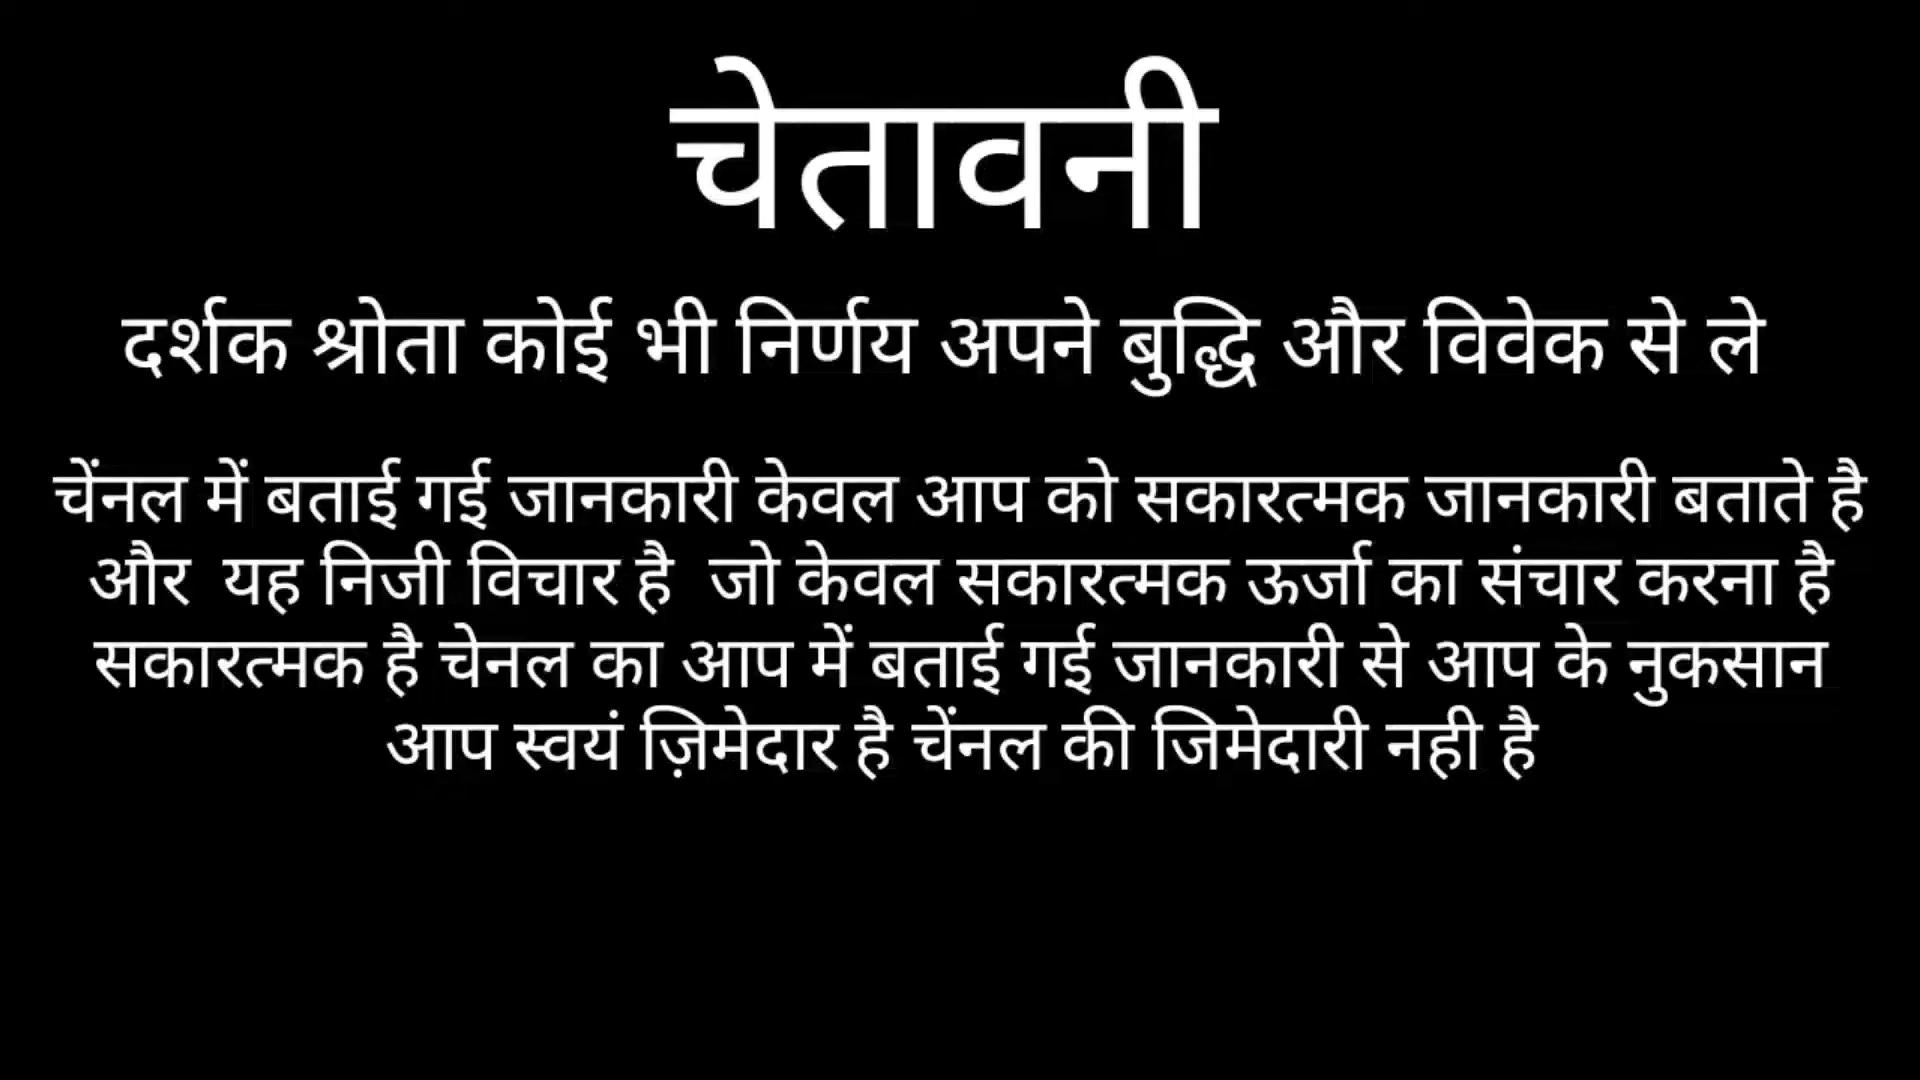 चेतावनी
दर्शक श्रोता कोई भी निर्णय अपने बुद्धि और विवेक से ले
चेंनल में बताई गई जानकारी केवल आप को सकारत्मक जानकारी बताते है
और यह निजी विचार है जो केवल सकारत्मक ऊर्जा का संचार करना है
सकारत्मक है चेनल का आप में बताई गई जानकारी से आप के नुकसान
आप स्वयं ज़िमेदार है चेंनल की जिमेदारी नही है